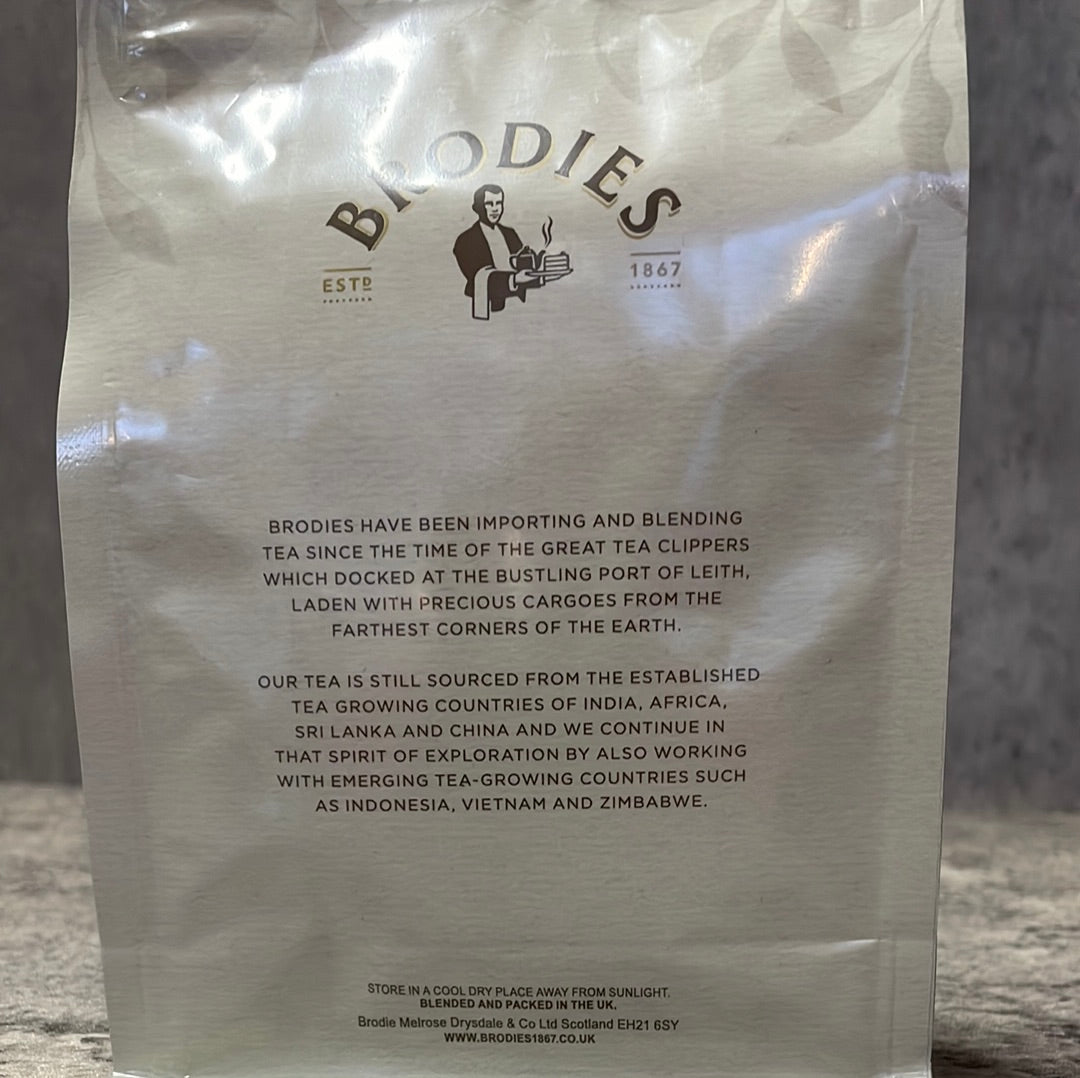 BRODIES
ESTD
1867
BRODIES HAVE BEEN IMPORTING AND BLENDING
TEA SINCE THE TIME OF THE GREAT TEA CLIPPERS
WHICH DOCKED AT THE BUSTLING PORT OF LEITH,
LADEN WITH PRECIOUS CARGOES FROM THE
FARTHEST CORNERS OF THE EARTH.
OUR TEA IS STILL SOURCED FROM THE ESTABLISHED
TEA GROWING COUNTRIES OF INDIA, AFRICA,
SRI LANKA AND CHINA AND WE CONTINUE IN
THAT SPIRIT OF EXPLORATION BY ALSO WORKING
WITH EMERGING TEA-GROWING COUNTRIES SUCH
AS INDONESIA, VIETNAM AND ZIMBABWE.
STORE IN A COOL DRY PLACE AWAY FROM SUNLIGHT.
BLENDED AND PACKED IN THE UK.
Brodie Melrose Drysdale & Co Ltd Scotland EH21 6SY
WWW.BRODIES1867.CO.UK